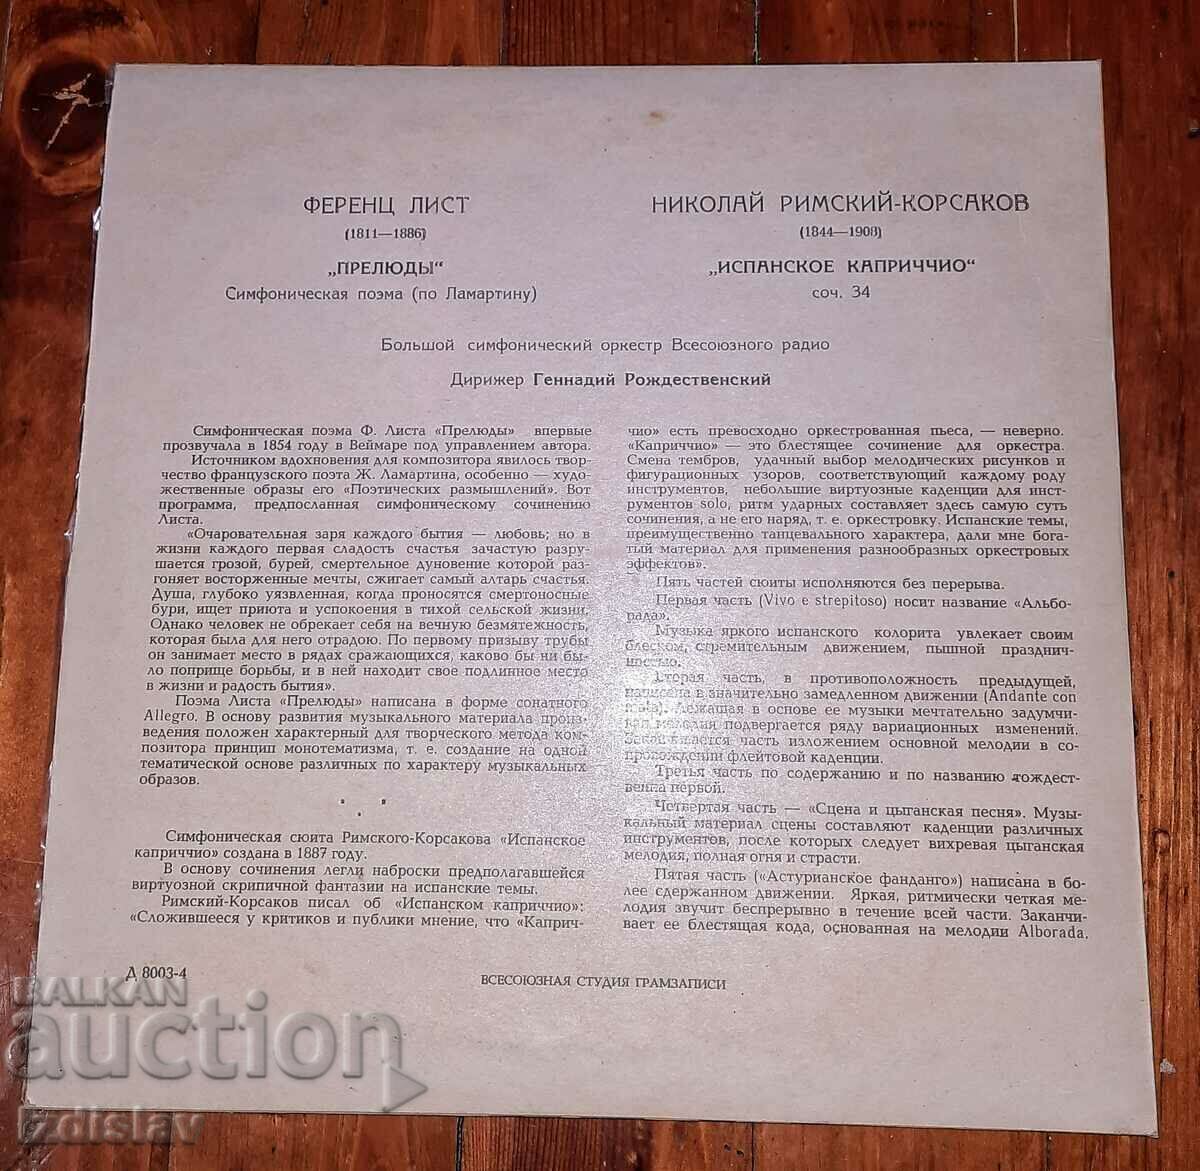 ФЕРЕНЦ ЛИСТ
(1811—1886)
„ПРЕЛЮДЫ“
Симфоническая поэма (по Ламартину)
НИКОЛАЙ РИМСКИЙ-КОРСАКОВ
(1844—1908)
„ИСПАНСКОЕ КАПРИЧЧИО“
соч. 34
Большой симфонический оркестр Всесоюзного радио
Дирижер Геннадий Рождественский
Симфоническая поэма Ф. Листа «Прелюды» впервые
прозвучала в 1854 году в Веймаре под управлением автора.
Источником вдохновения для композитора явилось твор-
чество французского поэта Ж. Ламартина, особенно — худо-
жественные образы его «Поэтических размышлений». Вот
программа, предпосланная симфоническому сочинению
Листа.
«Очаровательная заря каждого бытия — любовь; но в
жизни каждого первая сладость счастья зачастую разру-
шается грозой, бурей, смертельное дуновение которой раз-
гоняет восторженные мечты, сжигает самый алтарь счастья.
Душа, глубоко уязвленная, когда проносятся смертоносные
бури, ищет приюта и успокоения в тихой сельской жизни,
Однако человек не обрекает себя на вечную безмятежность,
которая была для него отрадою. По первому призыву трубы
он занимает место в рядах сражающихся, каково бы ни бы-
ло поприще борьбы, и в ней находит свое подлинное место
в жизни и радость бытия».
Поэма Листа «Прелюды» написана в форме сонатного
Allegro. В основу развития музыкального материала произ-
ведения положен характерный для творческого метода ком-
позитора принцип монотематизма, т. е. создание на одной
тематической основе различных по характеру музыкальных
образов.
Симфоническая сюита Римского-Корсакова «Испанское
каприччио» создана в 1887 году.
В основу сочинения легли наброски предполагавшейся
виртуозной скрипичной фантазии на испанские темы.
Римский-Корсаков писал об «Испанском каприччио»:
«Сложившееся у критиков и публики мнение, что «Каприч-
чио» есть превосходно оркестрованная пьеса, — неверно.
«Каприччио» — это блестящее сочинение для оркестра.
Смена тембров, удачный выбор мелодических рисунков и
фигурационных узоров, соответствующий каждому роду
инструментов, небольшие виртуозные каденции для инст-
рументов solo, ритм ударных составляет здесь самую суть
сочинения, а не его наряд, т. е. оркестровку. Испанские темы,
преимущественно танцевального характера, дали мне бога-
тый материал для применения разнообразных оркестровых
эффектов».
Пять частей сюиты исполняются без перерыва.
Первая часть (Vivo e strepitoso) носит название «Альбо-
рада».
Музыка яркого испанского колорита увлекает своим
блеском, стремительным движением, пышной празднич-
ностью.
Вторая часть, в противоположность предыдущей,
написана в значительно замедленном движении (Andante con
moto). Лежащая в основе ее музыки мечтательно задумчи-
вая мелодия подвергается ряду вариационных изменений.
Заканчивается часть изложением основной мелодии в со-
провождении флейтовой каденции.
Третья часть по содержанию и по названию тождест-
венна первой.
Четвертая часть — «Сцена и цыганская песня». Музы-
кальный материал сцены составляют каденции различных
инструментов, после которых следует вихревая цыганская
мелодия, полная огня и страсти.
Пятая часть («Астурианское фанданго») написана в бо-
лее сдержанном движении. Яркая, ритмически четкая ме-
лодия звучит беспрерывно в течение всей части. Заканчи-
вает ее блестящая кода, основанная на мелодии Alborada.
Д 8003-4
ВСЕСОЮЗНАЯ СТУДИЯ ГРАМЗАПИСИ
BALKAN
auction
izdislav